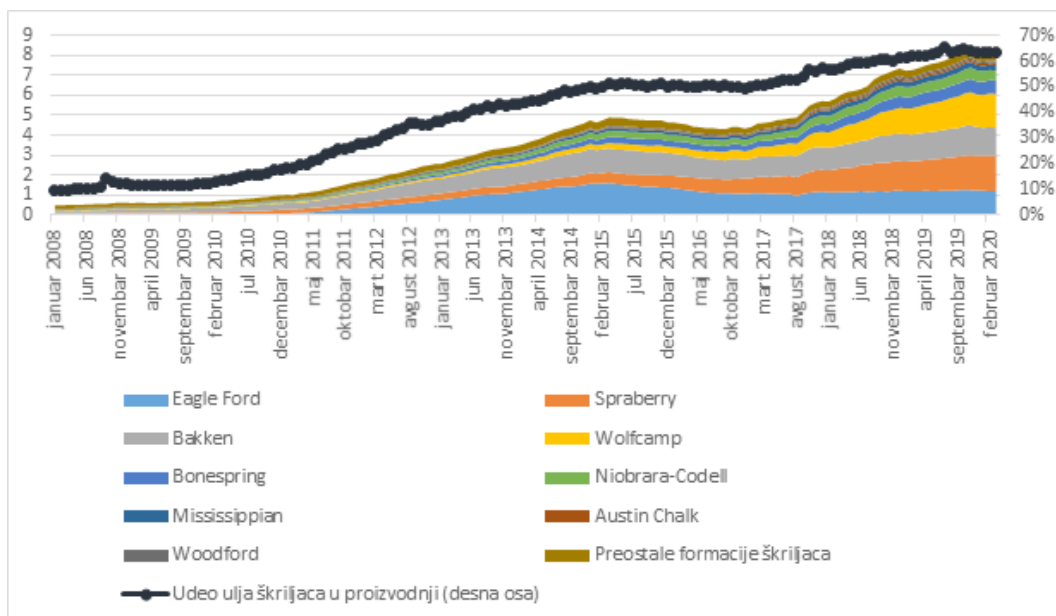 9
8
7
6
5
4
3
2
1
0
70%
60%
50%
40%
30%
20%
10%
0%
januar 2008
jun 2008
novembar 2008
april 2009
septembar 2009
februar 2010
jul 2010
decembar 2010
maj 2011
oktobar 2011
mart 2012
avgust 2012
januar 2013
jun 2013
novembar 2013
april 2014
septembar 2014
februar 2015
jul 2015
decembar 2015
maj 2016
oktobar 2016
mart 2017
avgust 2017
januar 2018
jun 2018
novembar 2018
april 2019
septembar 2019
februar 2020
Eagle Ford
Spraberry
Bakken
Wolfcamp
Bonespring
Niobrara-Codell
Mississippian
Austin Chalk
Woodford
Preostale formacije škriljaca
Udeo ulja škriljaca u proizvodnji (desna osa)